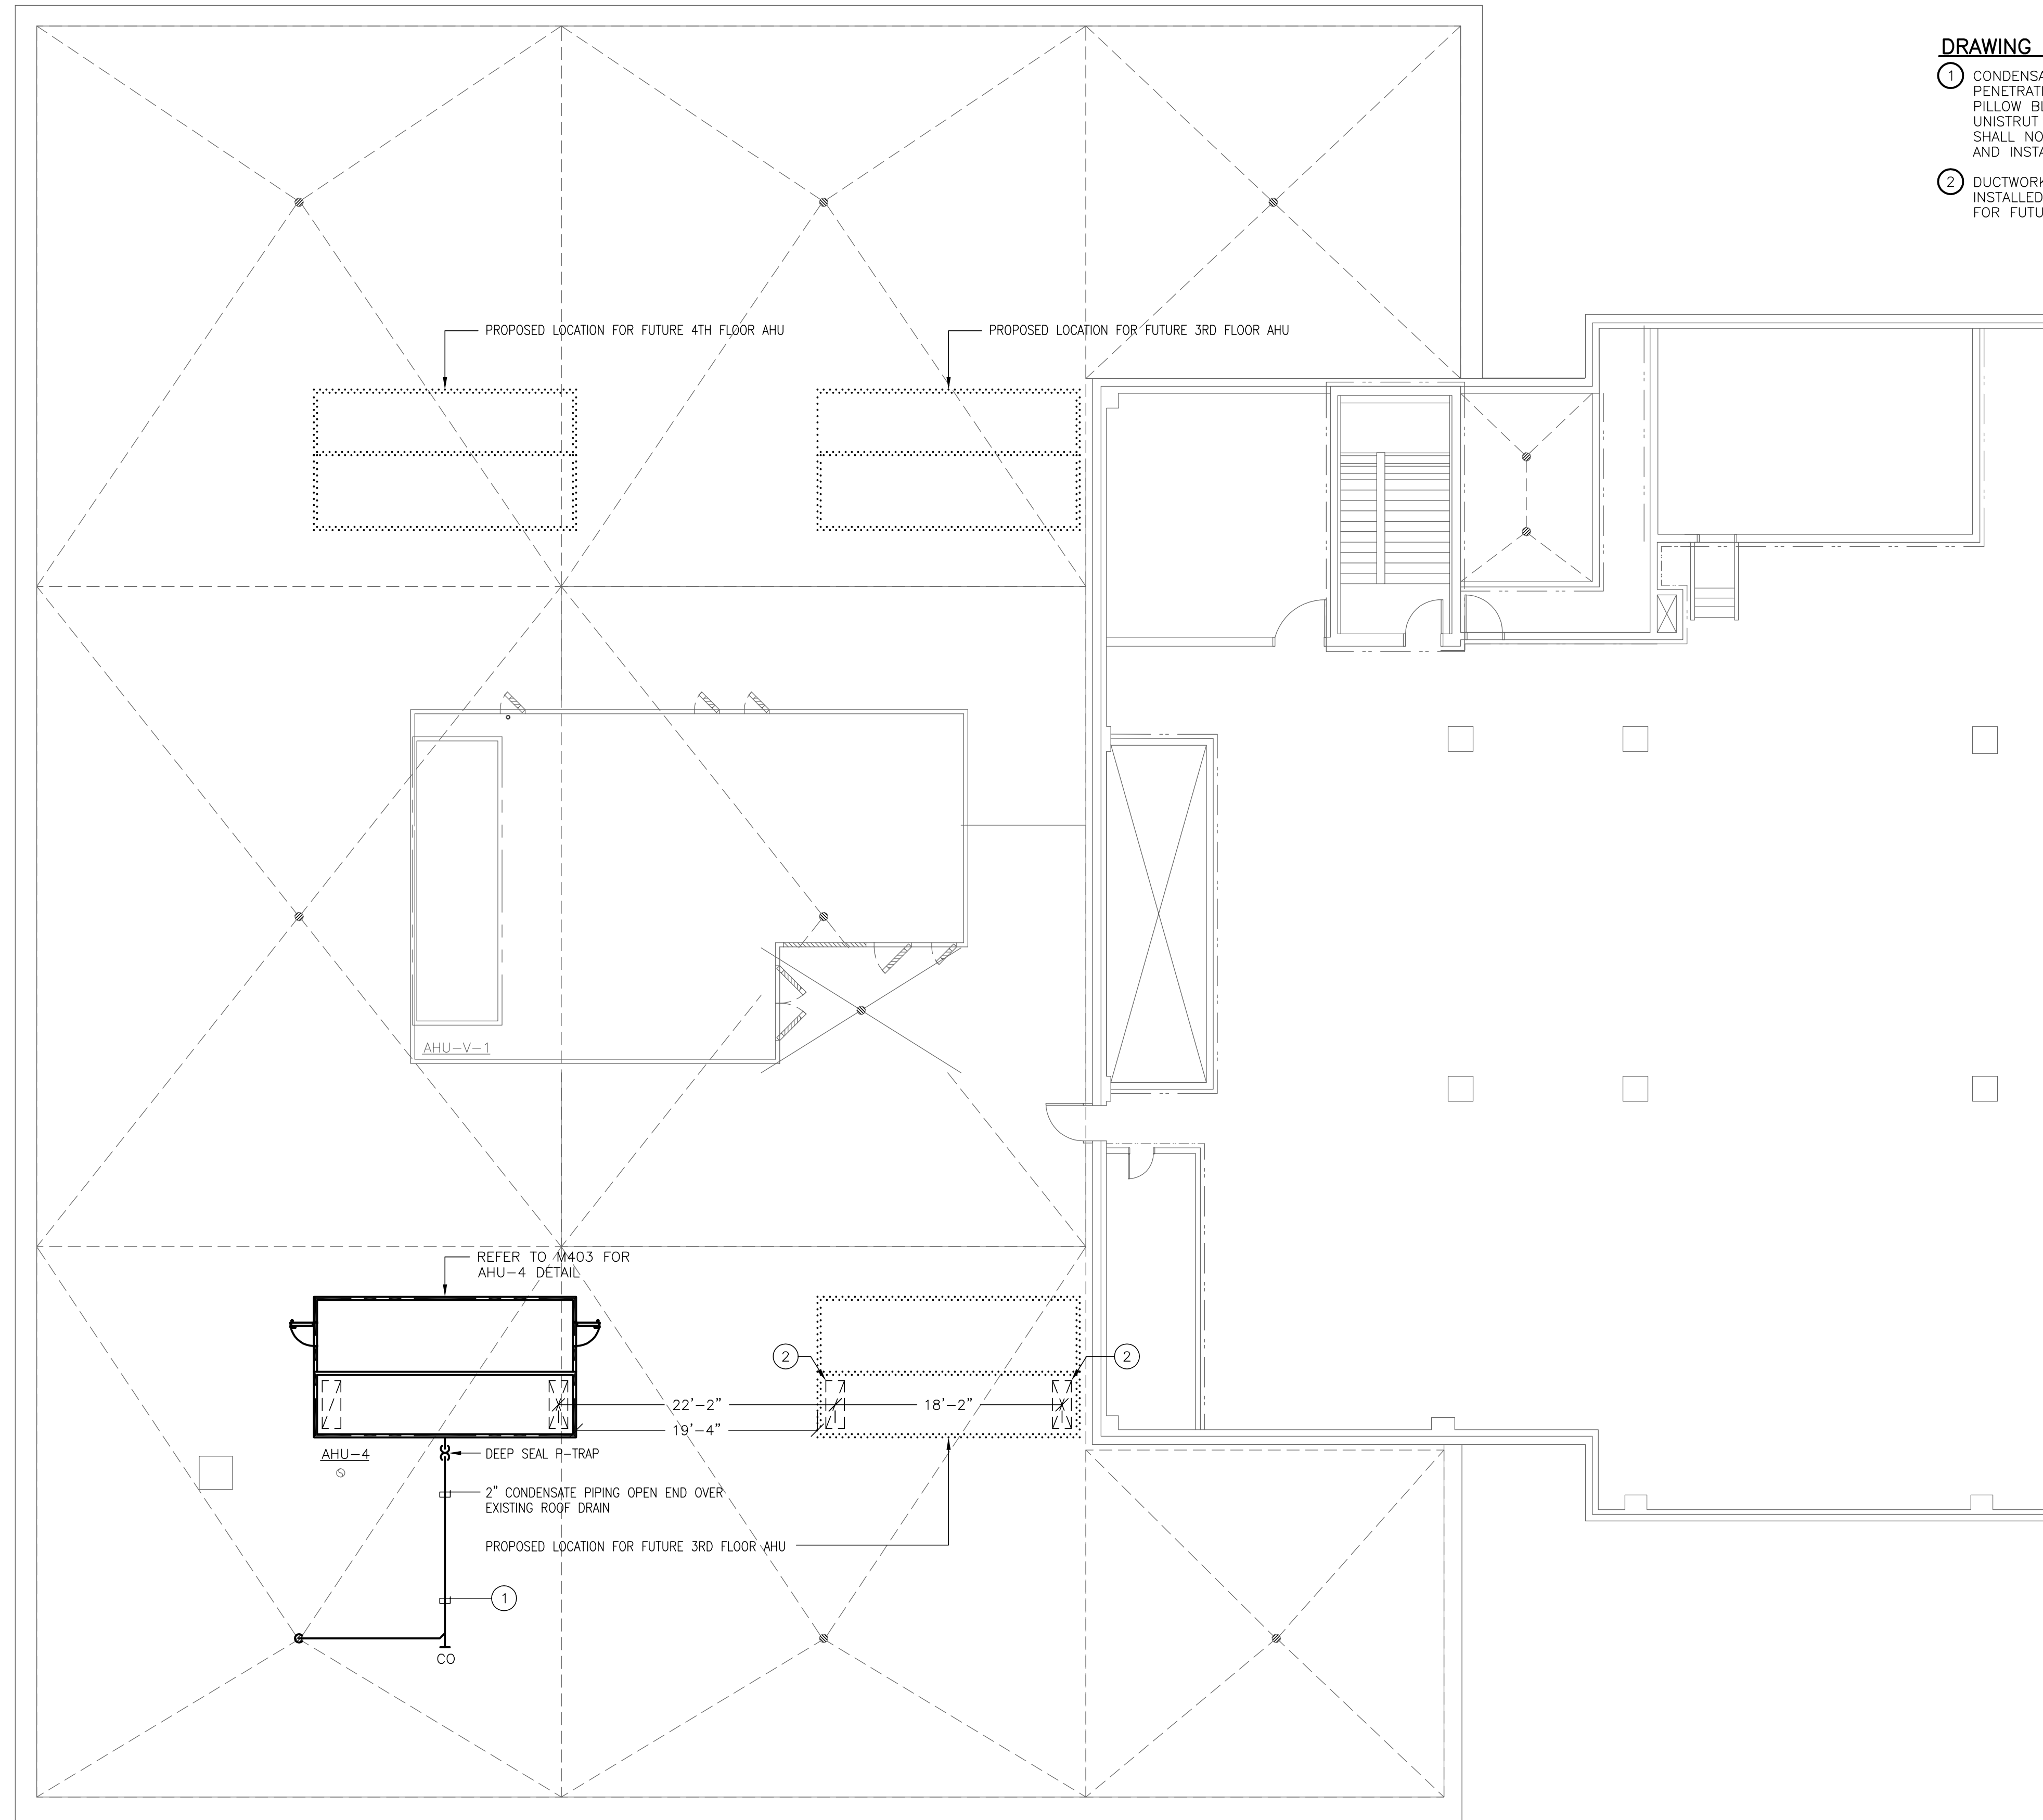 DRAWING
1 CONDENSA
PENETRATI
PILLOW BL
UNISTRUT
SHALL NO
AND INSTA
2 DUCTWORK
INSTALLED
FOR FUTU
PROPOSED LOCATION FOR FUTURE 4TH FLOOR AHU
PROPOSED LOCATION FOR FUTURE 3RD FLOOR AHU
AHU-V-1
REFER TO M403 FOR
AHU-4 DETAIL
2
2
22'-2"
18'-2"
19'-4"
AHU-4
DEEP SEAL P-TRAP
2" CONDENSATE PIPING OPEN END OVER
EXISTING ROOF DRAIN
PROPOSED LOCATION FOR FUTURE 3RD FLOOR AHU
1
CO